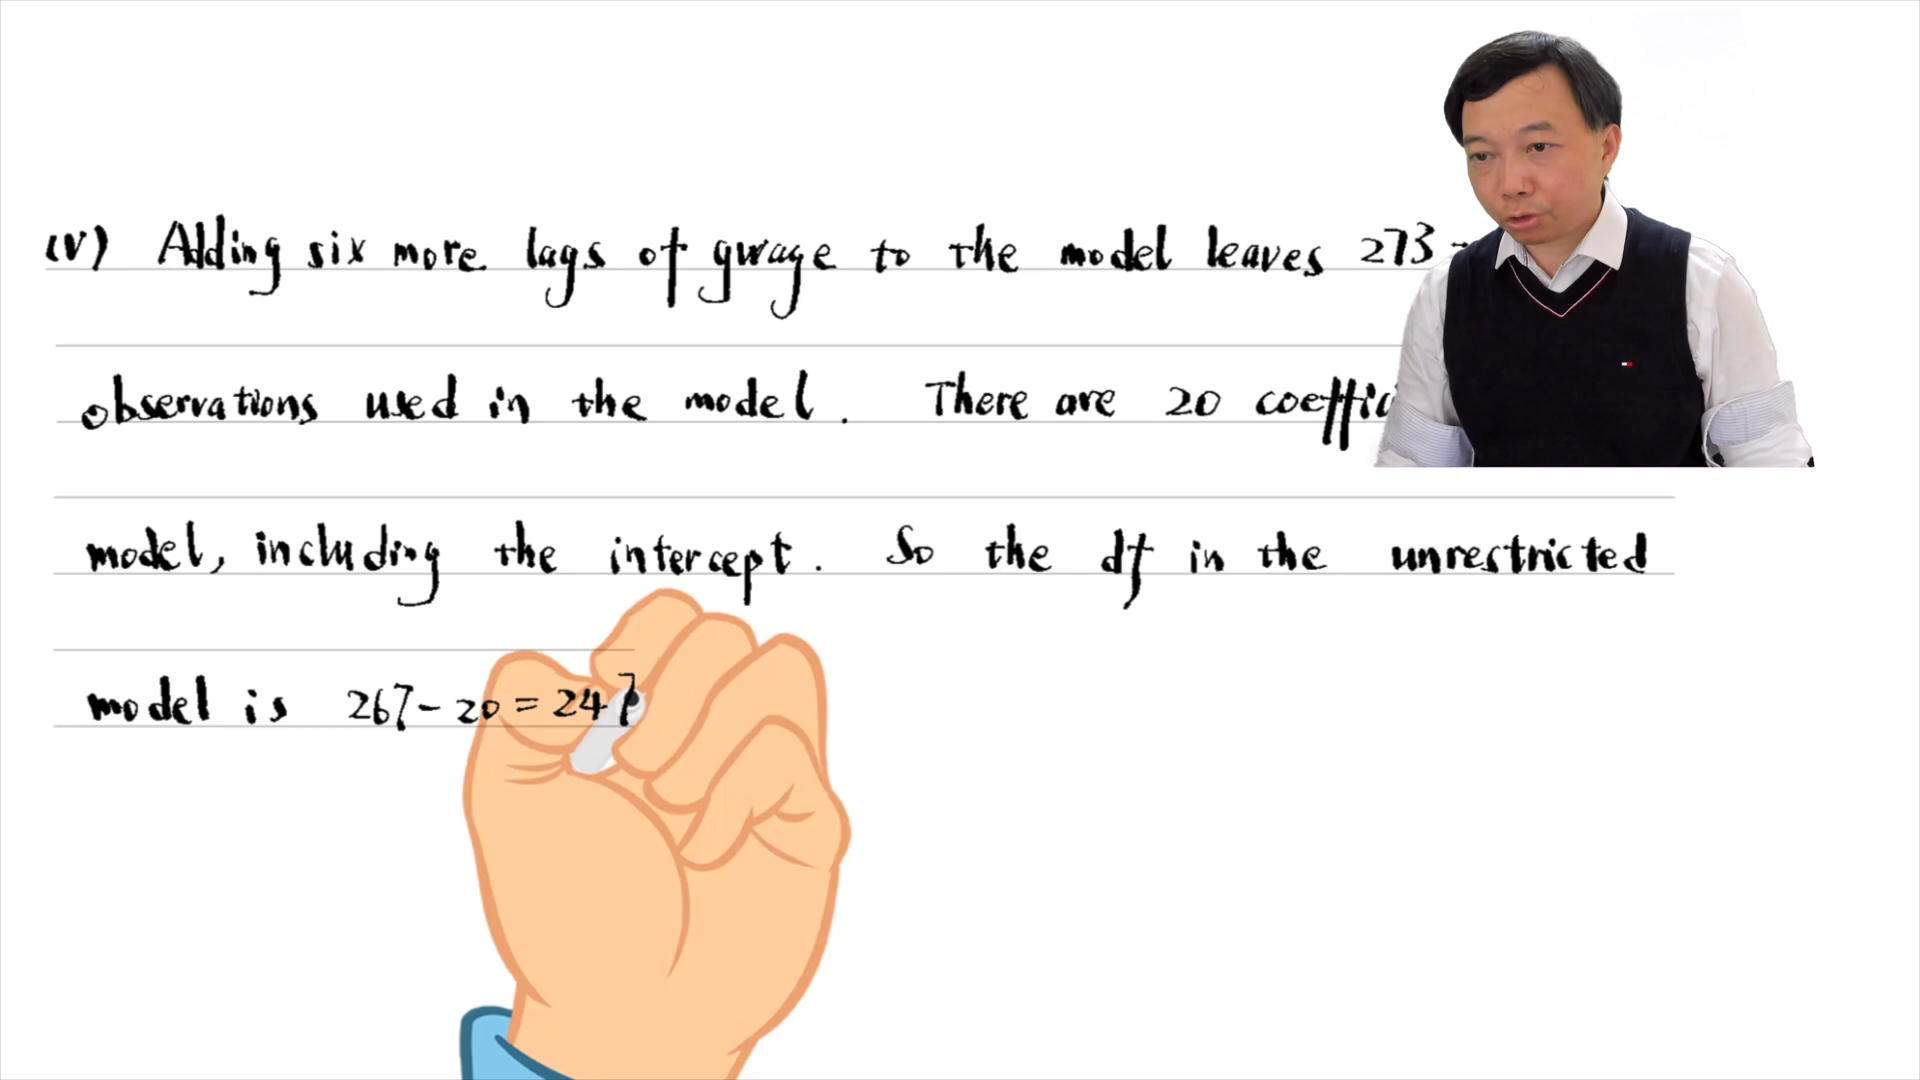 (V) Adding six more lags of gwage to the model leaves 273
observations used in the model. There are 20
model, including the intercept. So the df in the unrestricted
model is 267-20=247